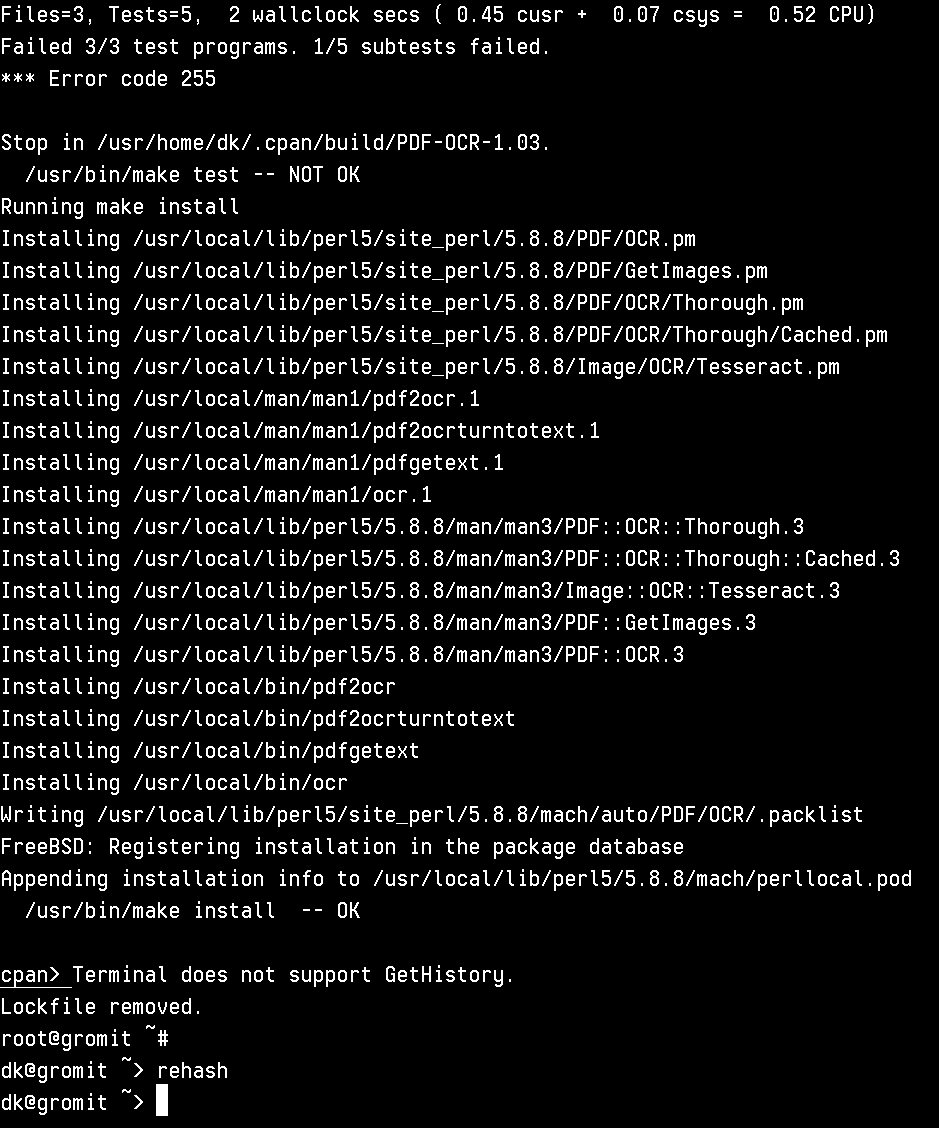 Files=3, Tests=5,  2 wallclock secs ( 0.45 cusr +  0.07 csys =  0.52 CPU)
Failed 3/3 test programs. 1/5 subtests failed.
*** Error code 255

Stop in /usr/home/dk/.cpan/build/PDF-OCR-1.03.
  /usr/bin/make test -- NOT OK
Running make install
Installing /usr/local/lib/perl5/site_perl/5.8.8/PDF/OCR.pm
Installing /usr/local/lib/perl5/site_perl/5.8.8/PDF/GetImages.pm
Installing /usr/local/lib/perl5/site_perl/5.8.8/PDF/OCR/Thorough.pm
Installing /usr/local/lib/perl5/site_perl/5.8.8/PDF/OCR/Thorough/Cached.pm
Installing /usr/local/lib/perl5/site_perl/5.8.8/Image/OCR/Tesseract.pm
Installing /usr/local/man/man1/pdf2ocr.1
Installing /usr/local/man/man1/pdf2ocrturntotext.1
Installing /usr/local/man/man1/pdfgetext.1
Installing /usr/local/man/man1/ocr.1
Installing /usr/local/lib/perl5/5.8.8/man/man3/PDF::OCR::Thorough.3
Installing /usr/local/lib/perl5/5.8.8/man/man3/PDF::OCR::Thorough::Cached.3
Installing /usr/local/lib/perl5/5.8.8/man/man3/Image::OCR::Tesseract.3
Installing /usr/local/lib/perl5/5.8.8/man/man3/PDF::GetImages.3
Installing /usr/local/lib/perl5/5.8.8/man/man3/PDF::OCR.3
Installing /usr/local/bin/pdf2ocr
Installing /usr/local/bin/pdf2ocrturntotext
Installing /usr/local/bin/pdfgetext
Installing /usr/local/bin/ocr
Writing /usr/local/lib/perl5/site_perl/5.8.8/mach/auto/PDF/OCR/.packlist
FreeBSD: Registering installation in the package database
Appending installation info to /usr/local/lib/perl5/5.8.8/mach/perllocal.pod
  /usr/bin/make install  -- OK

cpan> Terminal does not support GetHistory.
Lockfile removed.
root@gromit ~#
dk@gromit ~> rehash
dk@gromit ~>